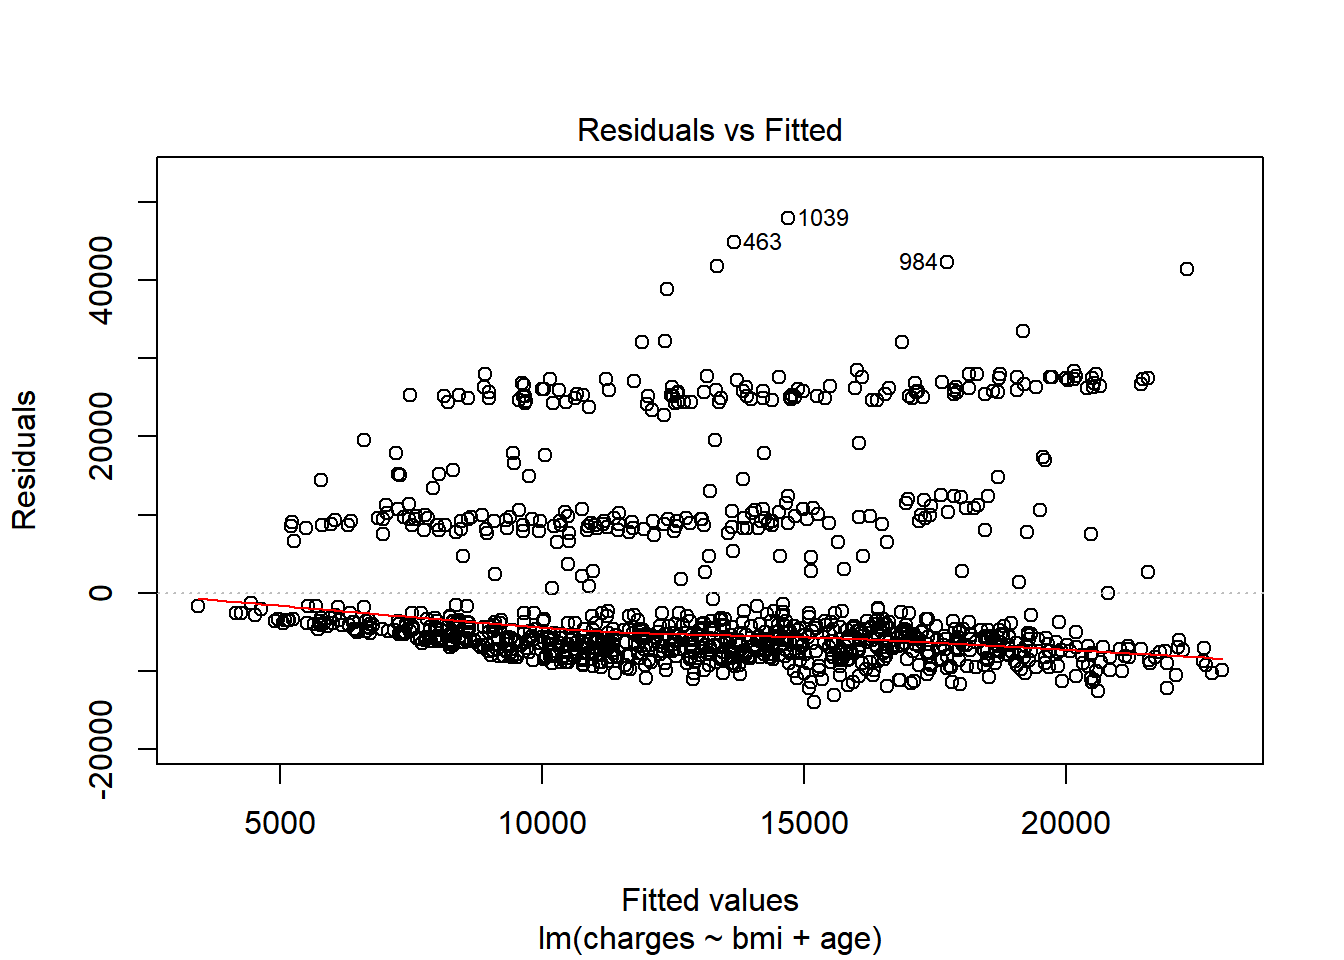 Residuals vs Fitted
Residuals
40000
20000
0
-20000
1039
463
984
5000 10000 15000 20000
Fitted values
lm(charges ~ bmi + age)